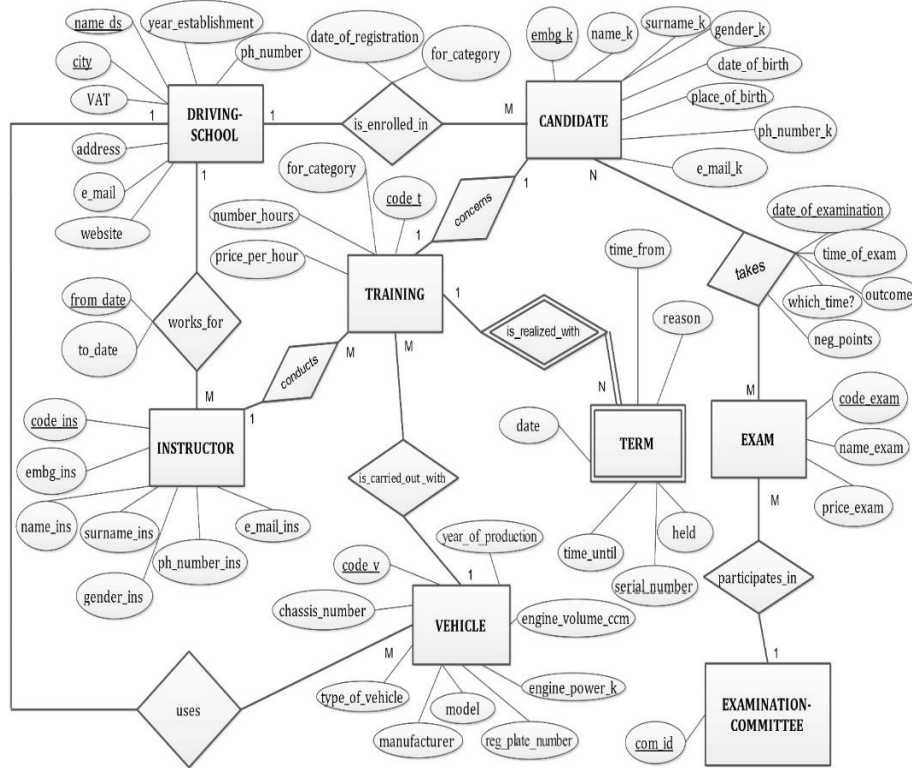 name_ds
year_establishment
ph_number
city
VAT
address
e_mail
website
DRIVING-
SCHOOL
1
1
1
date_of_registration
for_category
is_enrolled_in
M
embg_k
name_k
surname_k
gender_k
date_of_birth
place_of_birth
ph_number_k
e_mail_k
CANDIDATE
1
N
for_category
code_t
number_hours
price_per_hour
concerns
1
TRAINING
1
M
M
date_of_examination
time_of_exam
outcome
which_time?
neg_points
takes
M
time_from
reason
is_realized_with
N
date
TERM
time_until
serial_number
held
from_date
to_date
works_for
M
conducts
1
code_ins
embg_ins
name_ins
surname_ins
gender_ins
ph_number_ins
e_mail_ins
INSTRUCTOR
is_carried_out_with
1
code_exam
name_exam
price_exam
EXAM
M
participates_in
1
EXAMINATION-
COMMITTEE
com_id
year_of_production
code_v
chassis_number
engine_volume_ccm
VEHICLE
M
type_of_vehicle
manufacturer
model
reg_plate_number
engine_power_k
uses